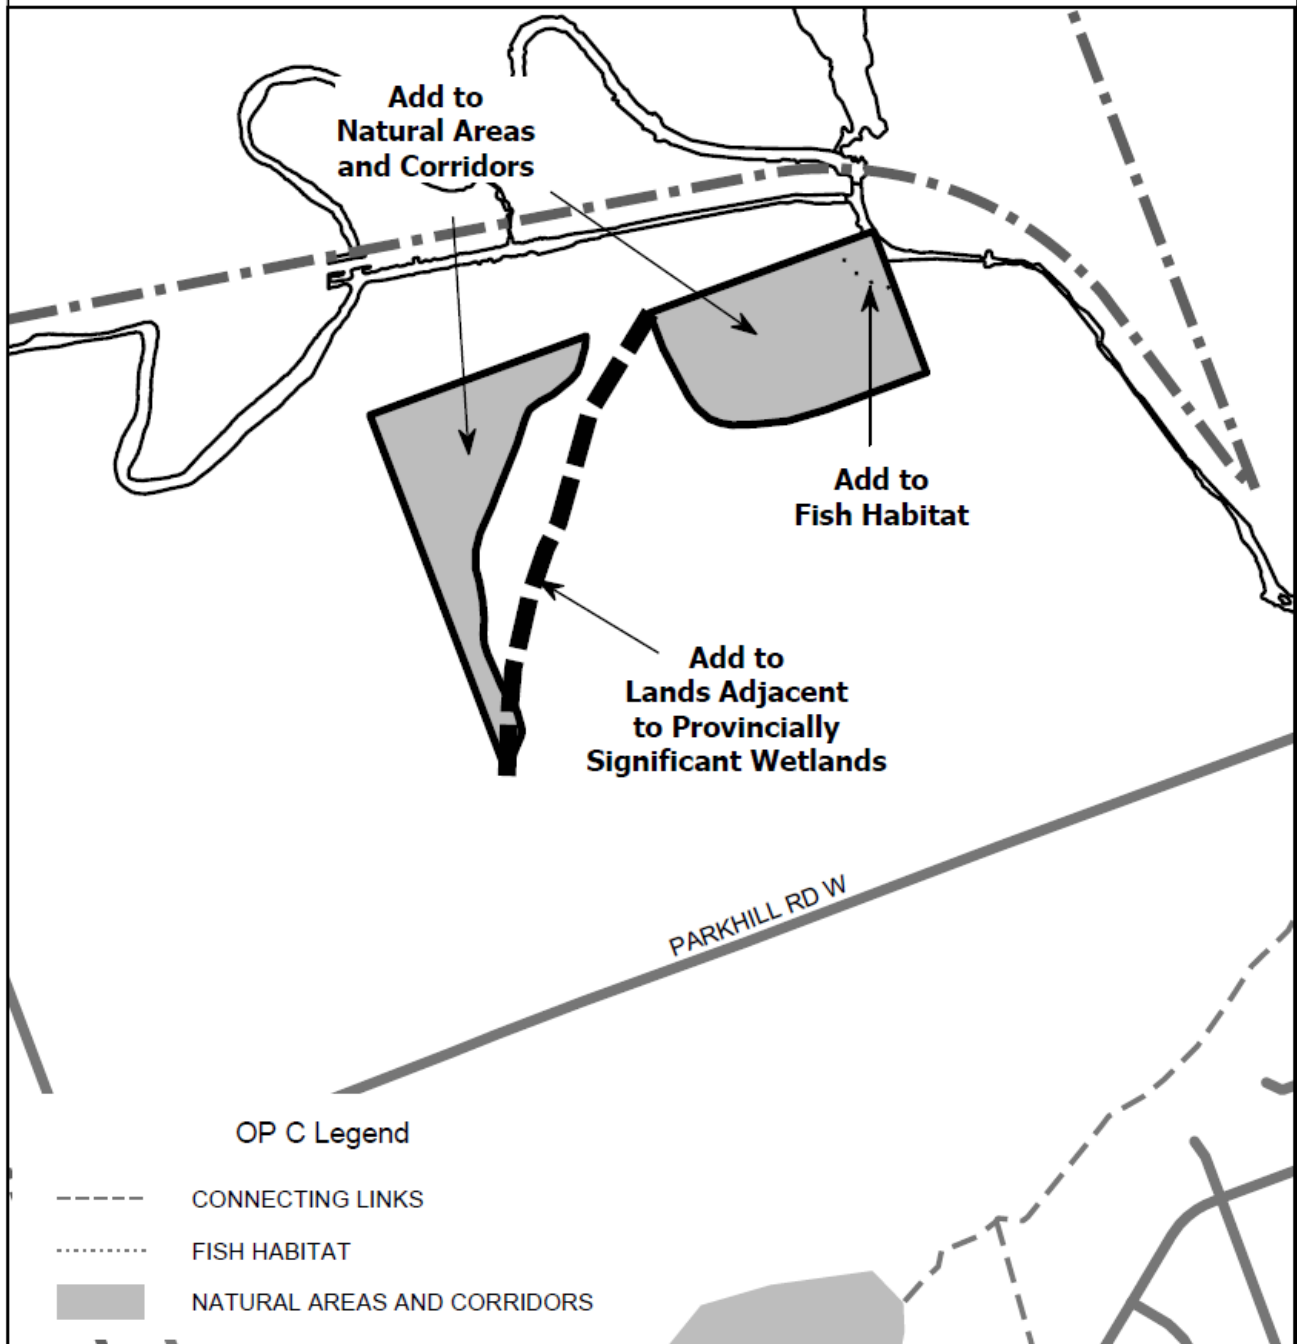 Add to
Natural Areas
and Corridors
Add to
Fish Habitat
Add to
Lands Adjacent
to Provincially
Significant Wetlands
PARKHILL RD W
OP C Legend
CONNECTING LINKS
FISH HABITAT
NATURAL AREAS AND CORRIDORS